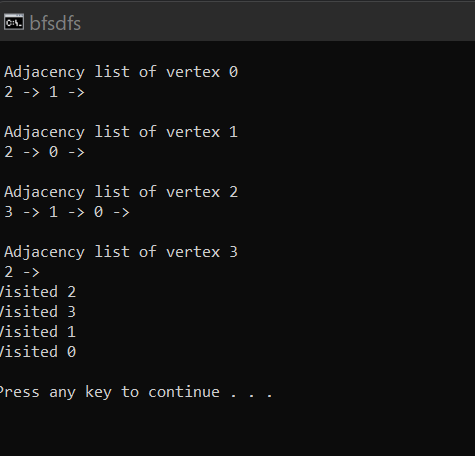 bfsdfs
Adjacency list of vertex 0
2 -> 1 ->
Adjacency list of vertex 1
2 -> 0 ->
Adjacency list of vertex 2
3 -> 1 -> 0 ->
Adjacency list of vertex 3
2 ->
Visited 2
Visited 3
Visited 1
Visited 0
Press any key to continue . . .